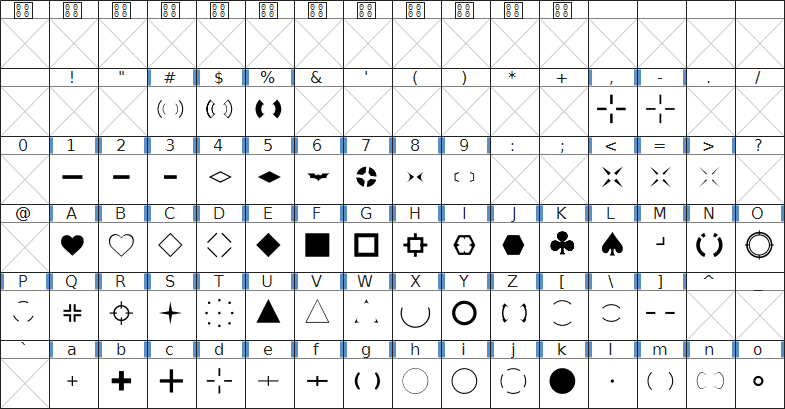 ! " # $ % & ' ( ) * + , - . /
0 1 2 3 4 5 6 7 8 9 : ; < = > ?
@ A B C D E F G H I J K L M N O
P Q R S T U V W X Y Z [ \ ] ^ _
` a b c d e f g h i j k l m n o